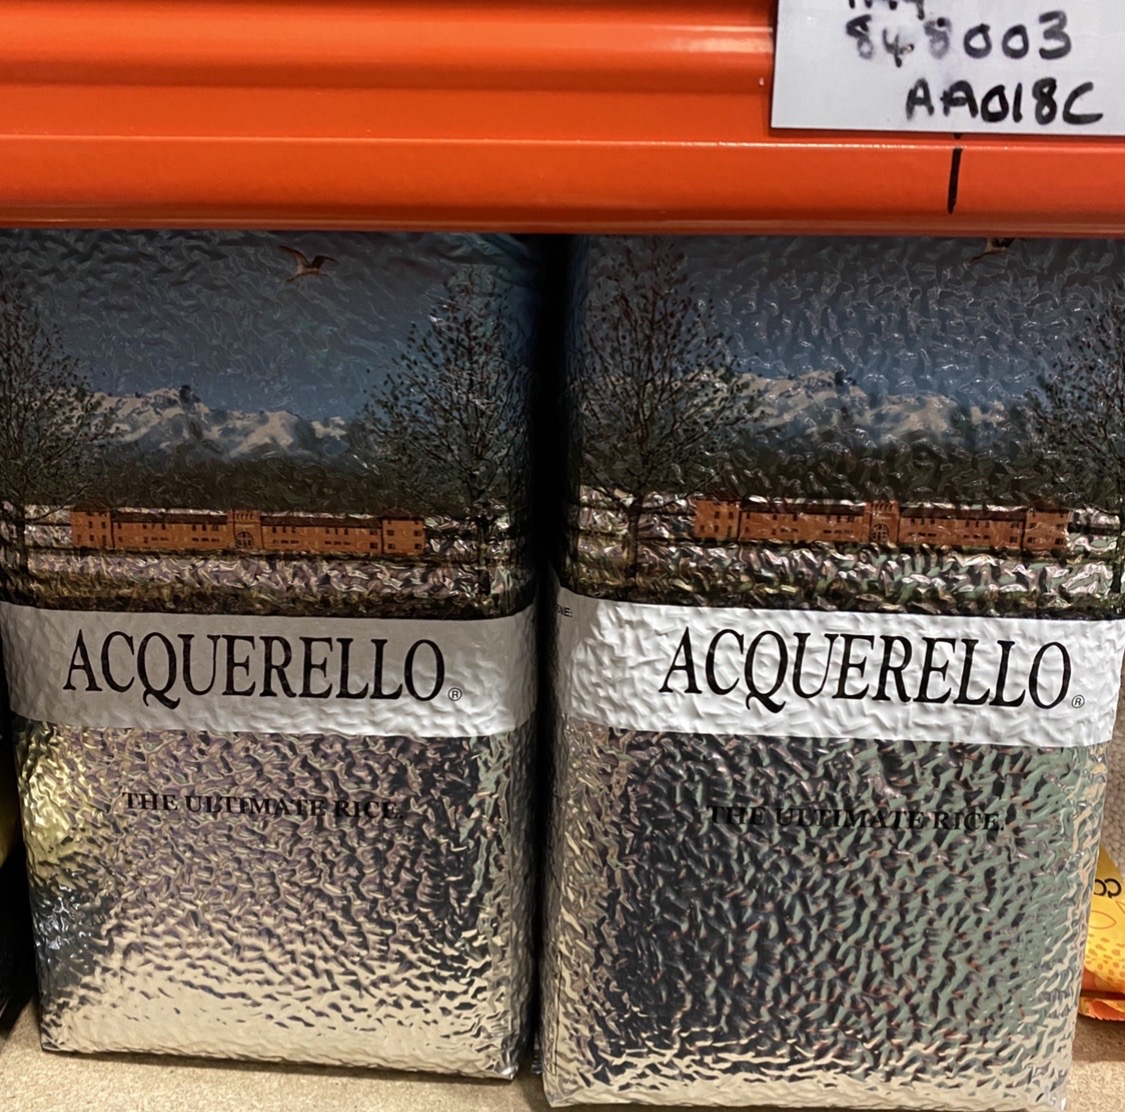 848003
AA018C
ACQUERELLO®
THE ULTIMATE RICE.
ACQUERELLO®
THE ULTIMATE RICE.